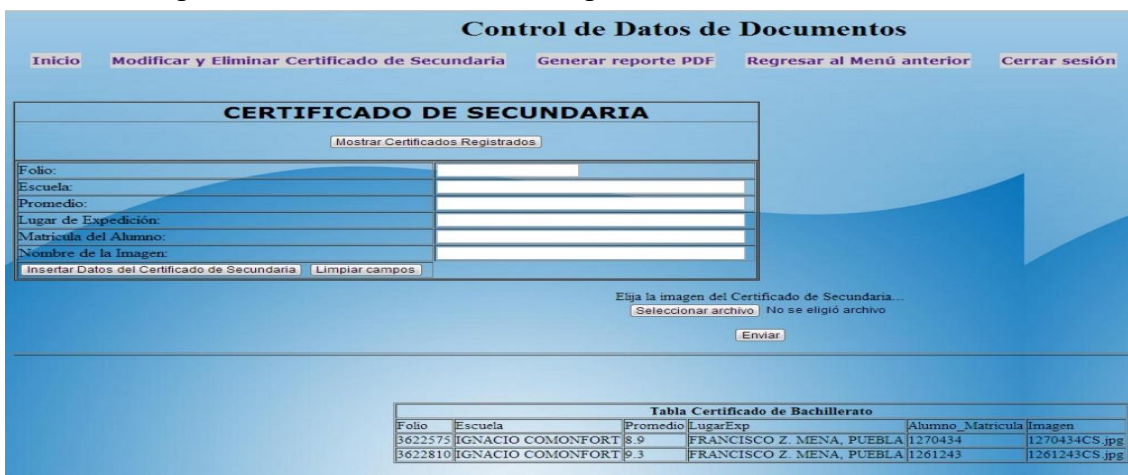 Control de Datos de Documentos
Inicio Modificar y Eliminar Certificado de Secundaria Generar reporte PDF Regresar al Menú anterior Cerrar sesión
CERTIFICADO DE SECUNDARIA
Mostrar Certificados Registrados
Folio:
Escuela:
Promedio:
Lugar de Expedición:
Matricula del Alumno:
Nombre de la Imagen:
Insertar Datos del Certificado de Secundaria Limpiar campos
Elija la imagen del Certificado de Secundaria...
Seleccionar archivo No se eligió archivo
Enviar
Tabla Certificado de Bachillerato
Folio Escuela Promedio LugarExp Alumno_Matricula Imagen
3622575 IGNACIO COMONFORT 8.9 FRANCISCO Z. MENA, PUEBLA 1270434 1270434CS.jpg
3622810 IGNACIO COMONFORT 9.3 FRANCISCO Z. MENA, PUEBLA 1261243 1261243CS.jpg